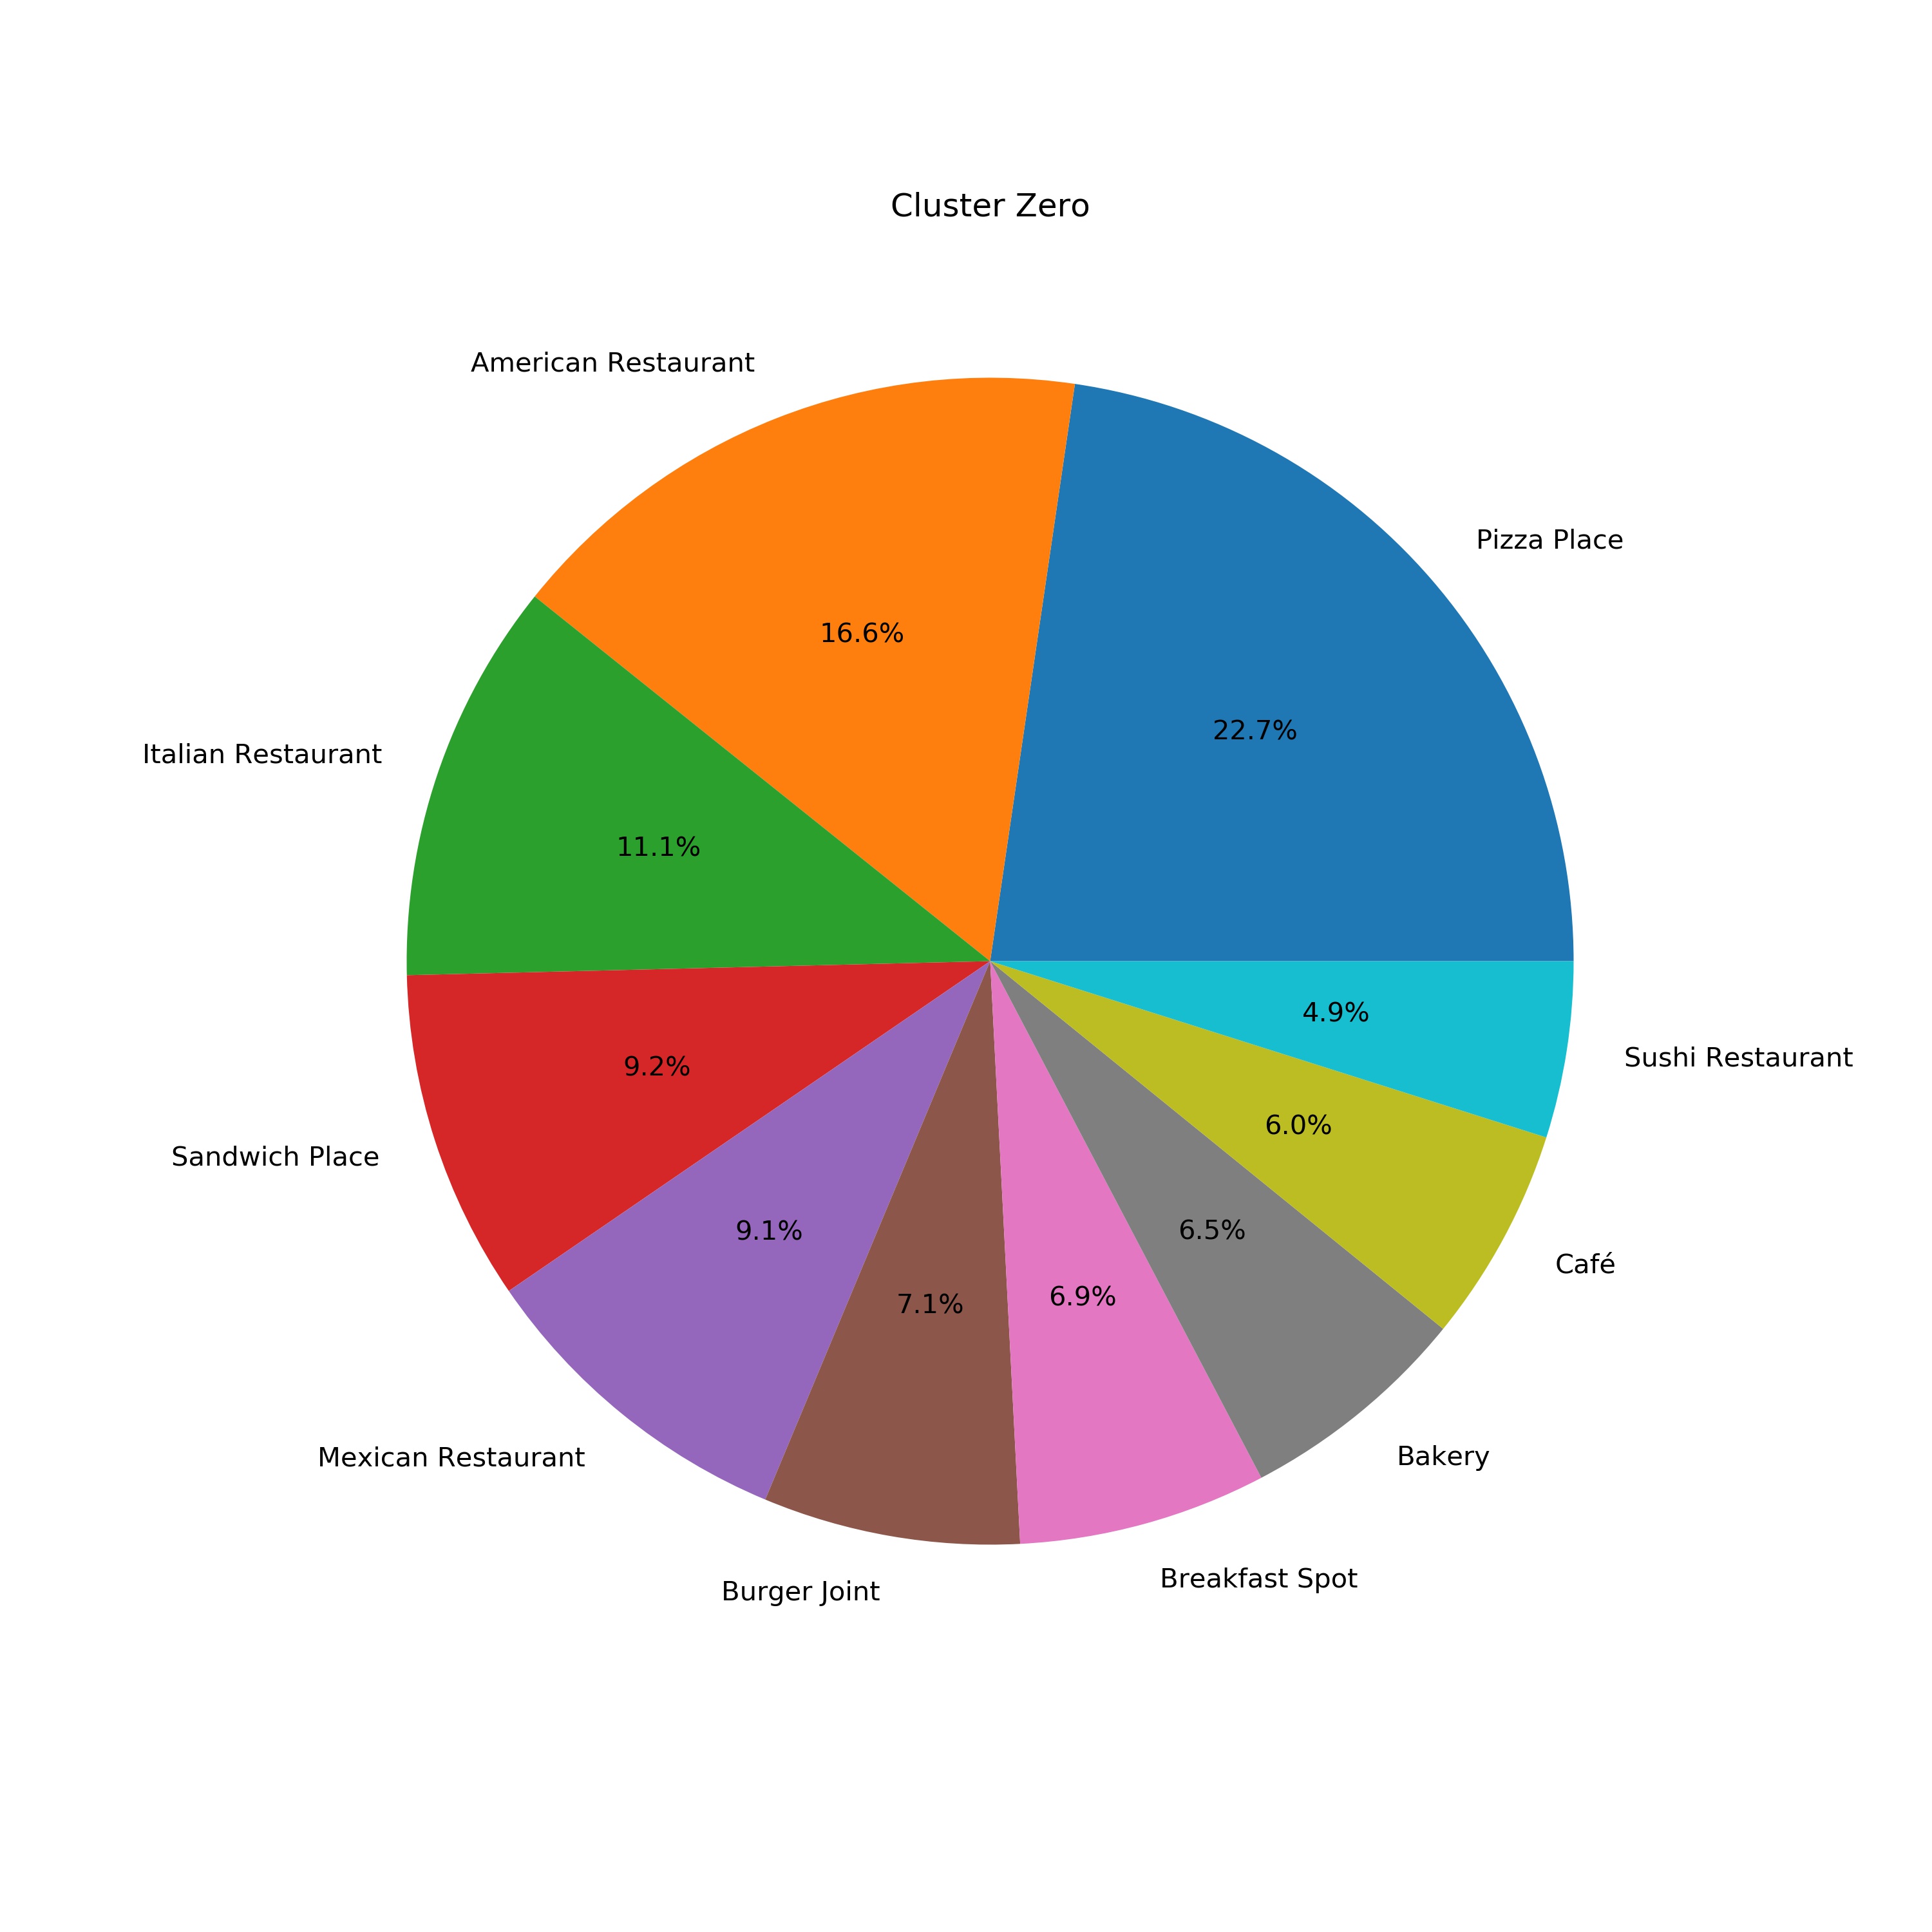 Cluster Zero
American Restaurant
Pizza Place
16.6%
22.7%
Italian Restaurant
11.1%
4.9%
Sushi Restaurant
9.2%
6.0%
Sandwich Place
9.1%
6.5%
Café
7.1%
6.9%
Mexican Restaurant
Bakery
Burger Joint
Breakfast Spot